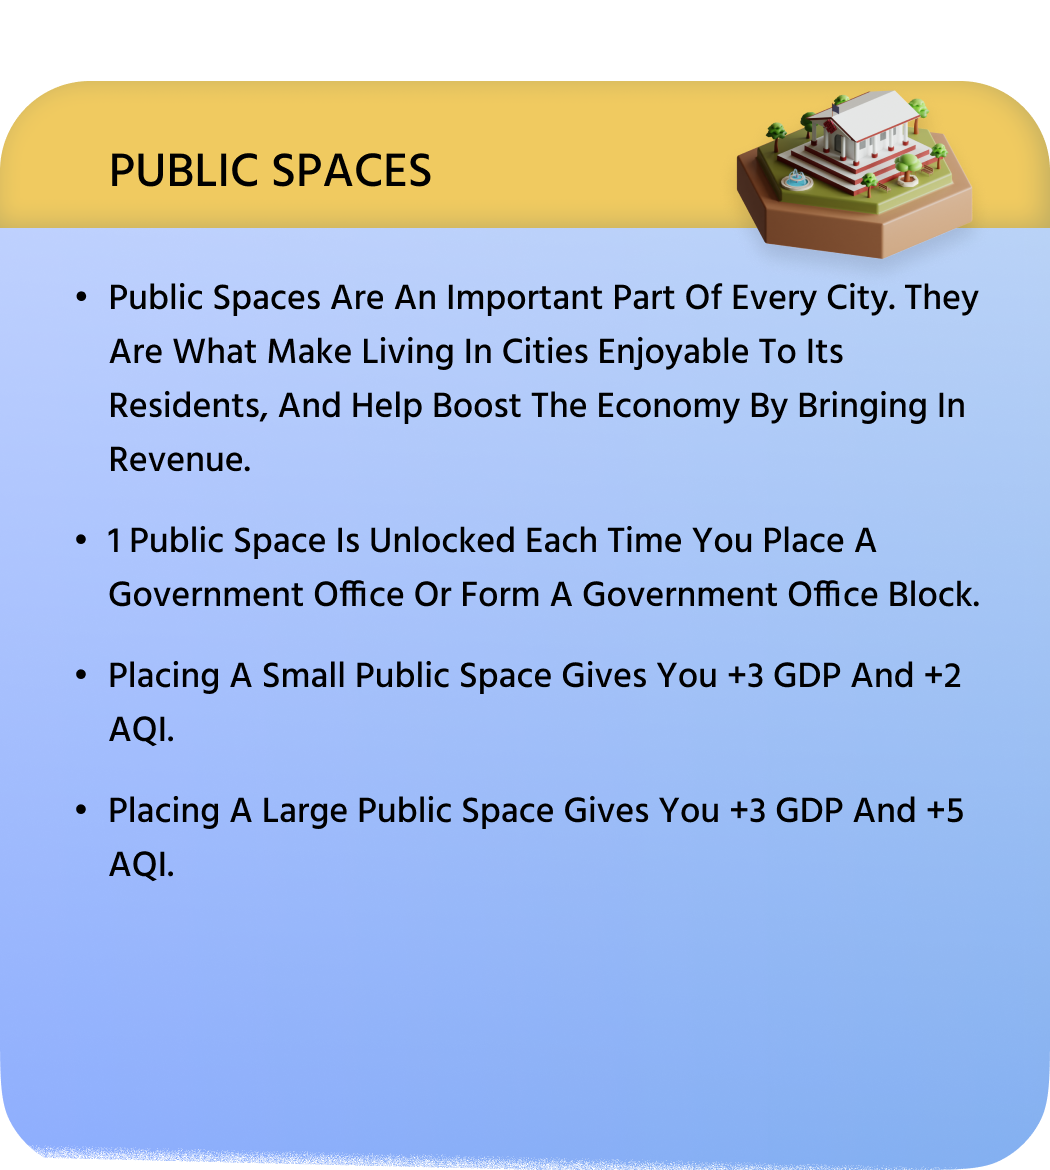 PUBLIC SPACES
• Public Spaces Are An Important Part Of Every City. They
Are What Make Living In Cities Enjoyable To Its
Residents, And Help Boost The Economy By Bringing In
Revenue.
• 1 Public Space Is Unlocked Each Time You Place A
Government Office Or Form A Government Office Block.
• Placing A Small Public Space Gives You +3 GDP And +2
AQI.
• Placing A Large Public Space Gives You +3 GDP And +5
AQI.